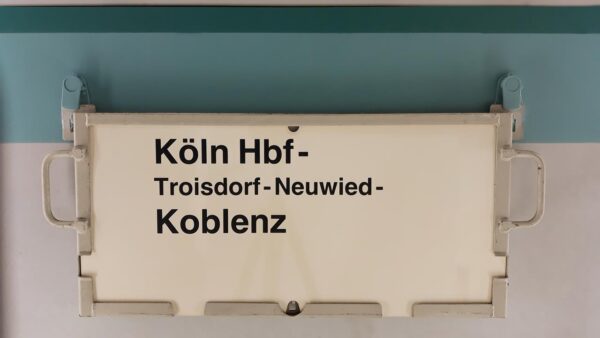 Köln Hbf-
Troisdorf-Neuwied-
Koblenz